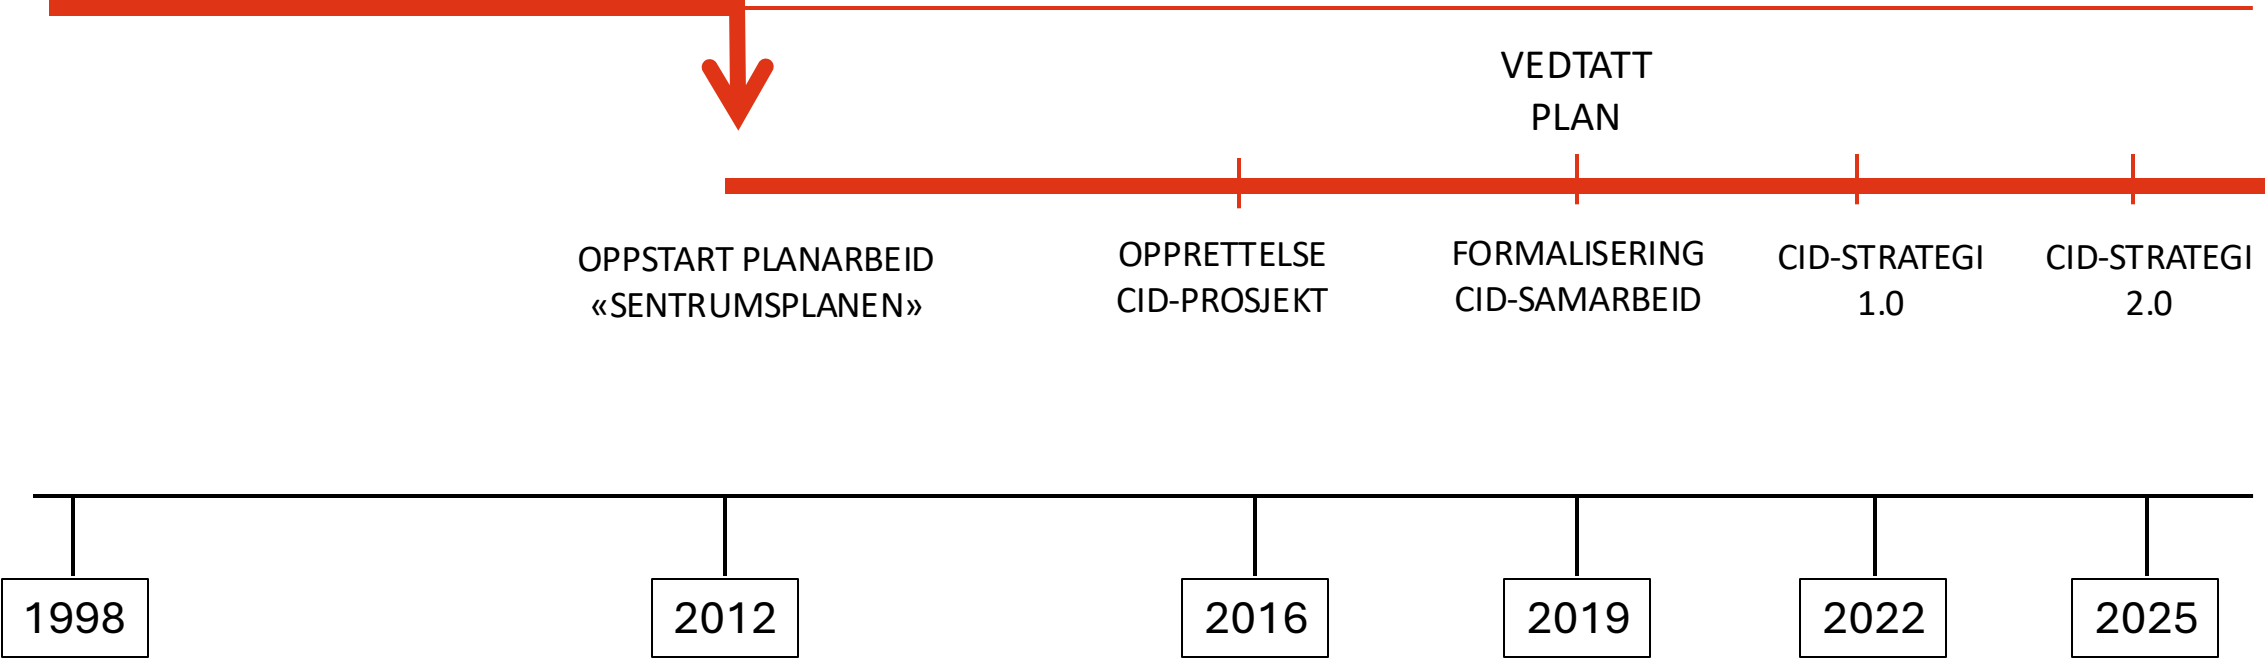 VEDTATT
PLAN
OPPSTART PLANARBEID
«SENTRUMSPLANEN»
OPPRETTELSE
CID-PROSJEKT
FORMALISERING
CID-SAMARBEID
CID-STRATEGI
1.0
CID-STRATEGI
2.0
1998
2012
2016
2019
2022
2025